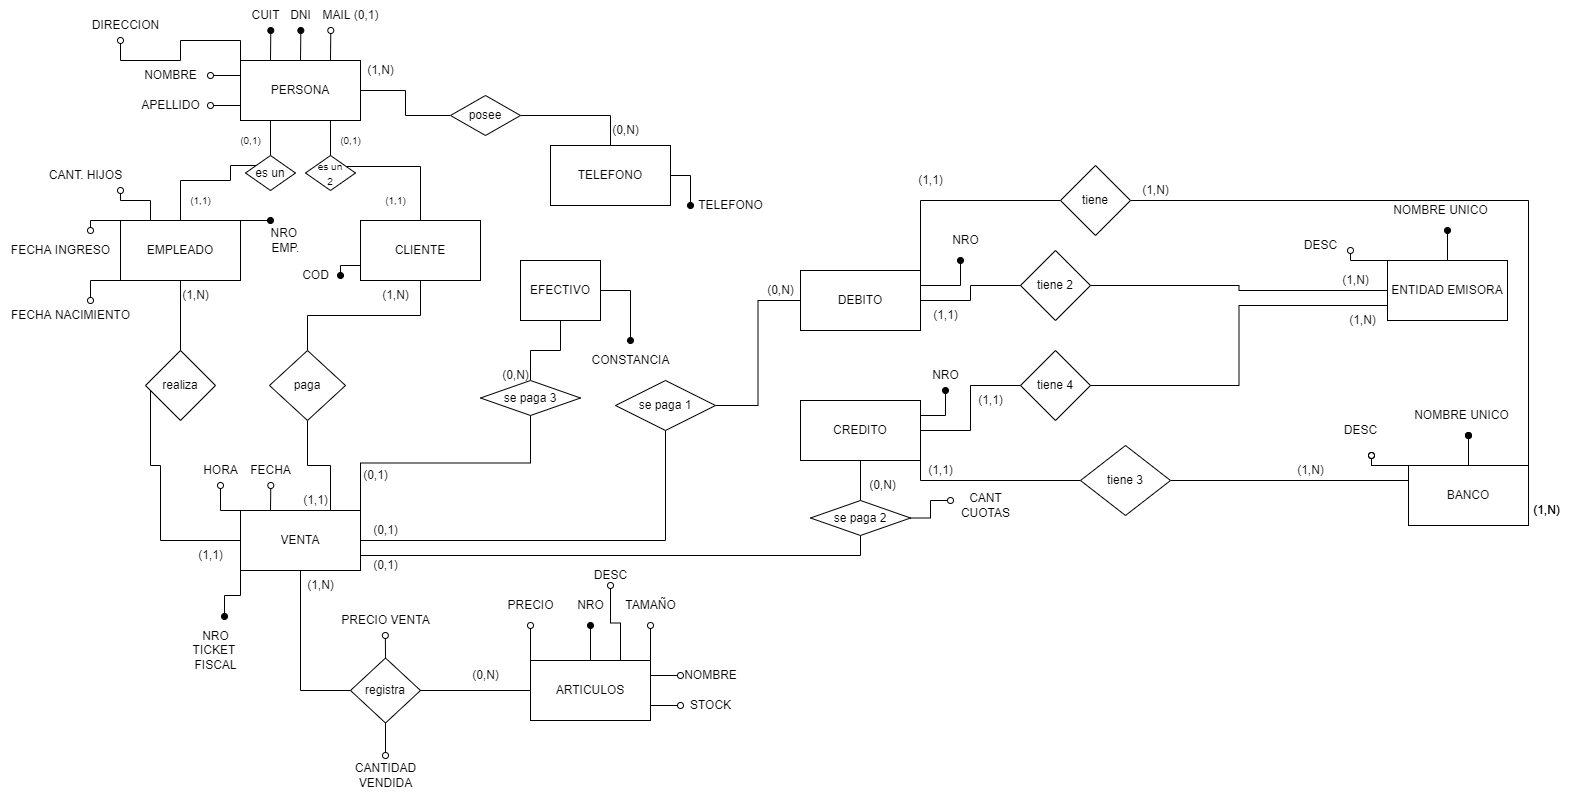 CUIT
DNI
MAIL (0,1)
DIRECCION
NOMBRE
PERSONA
(1,N)
APELLIDO
posee
(0,N)
(0,1)
(0,1)
es un
es un
2
TELEFONO
TELEFONO
CANT. HIJOS
(1,1)
(1,1)
(1,1)
tiene
(1,N)
NOMBRE UNICO
NRO
EMP.
FECHA INGRESO
EMPLEADO
CLIENTE
NRO
DESC
COD
(1,N)
(1,N)
EFECTIVO
(0,N)
DEBITO
tiene 2
(1,N)
ENTIDAD EMISORA
FECHA NACIMIENTO
(1,1)
(1,N)
CONSTANCIA
realiza
paga
(0,N)
se paga 3
se paga 1
NRO
tiene 4
(1,1)
CREDITO
NOMBRE UNICO
DESC
HORA
FECHA
(0,1)
(1,1)
tiene 3
(1,N)
(0,N)
BANCO
(1,1)
CANT
CUOTAS
(1,N)
se paga 2
(0,1)
VENTA
(1,1)
(0,1)
(1,N)
DESC
PRECIO
NRO
TAMAÑO
PRECIO VENTA
NRO
TICKET
FISCAL
(0,N)
NOMBRE
registra
ARTICULOS
STOCK
CANTIDAD
VENDIDA